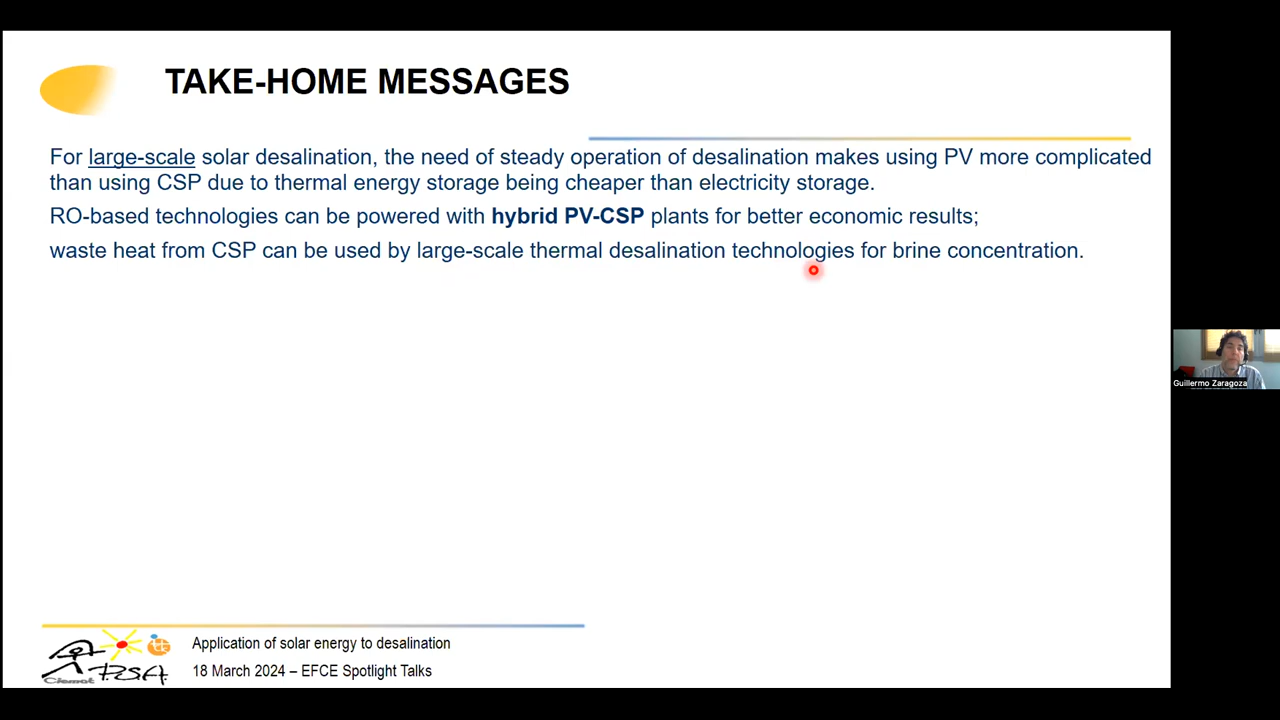 TAKE-HOME MESSAGES
For large-scale solar desalination, the need of steady operation of desalination makes using PV more complicated
than using CSP due to thermal energy storage being cheaper than electricity storage.
RO-based technologies can be powered with hybrid PV-CSP plants for better economic results;
waste heat from CSP can be used by large-scale thermal desalination technologies for brine concentration.
Guillermo Zaragoza
Application of solar energy to desalination
18 March 2024 – EFCE Spotlight Talks
PSA
Ciemat